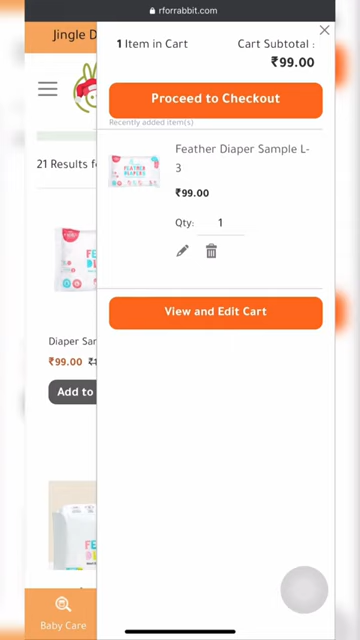 rforrabbit.com
Jingle D
1 Item in Cart
Cart Subtotal :
₹99.00
Proceed to Checkout
Recently added item(s)
21 Results f
Feather Diaper Sample L-
3
₹99.00
Qty: 1
View and Edit Cart
Diaper Sam
₹99.00
Add to
Baby Care